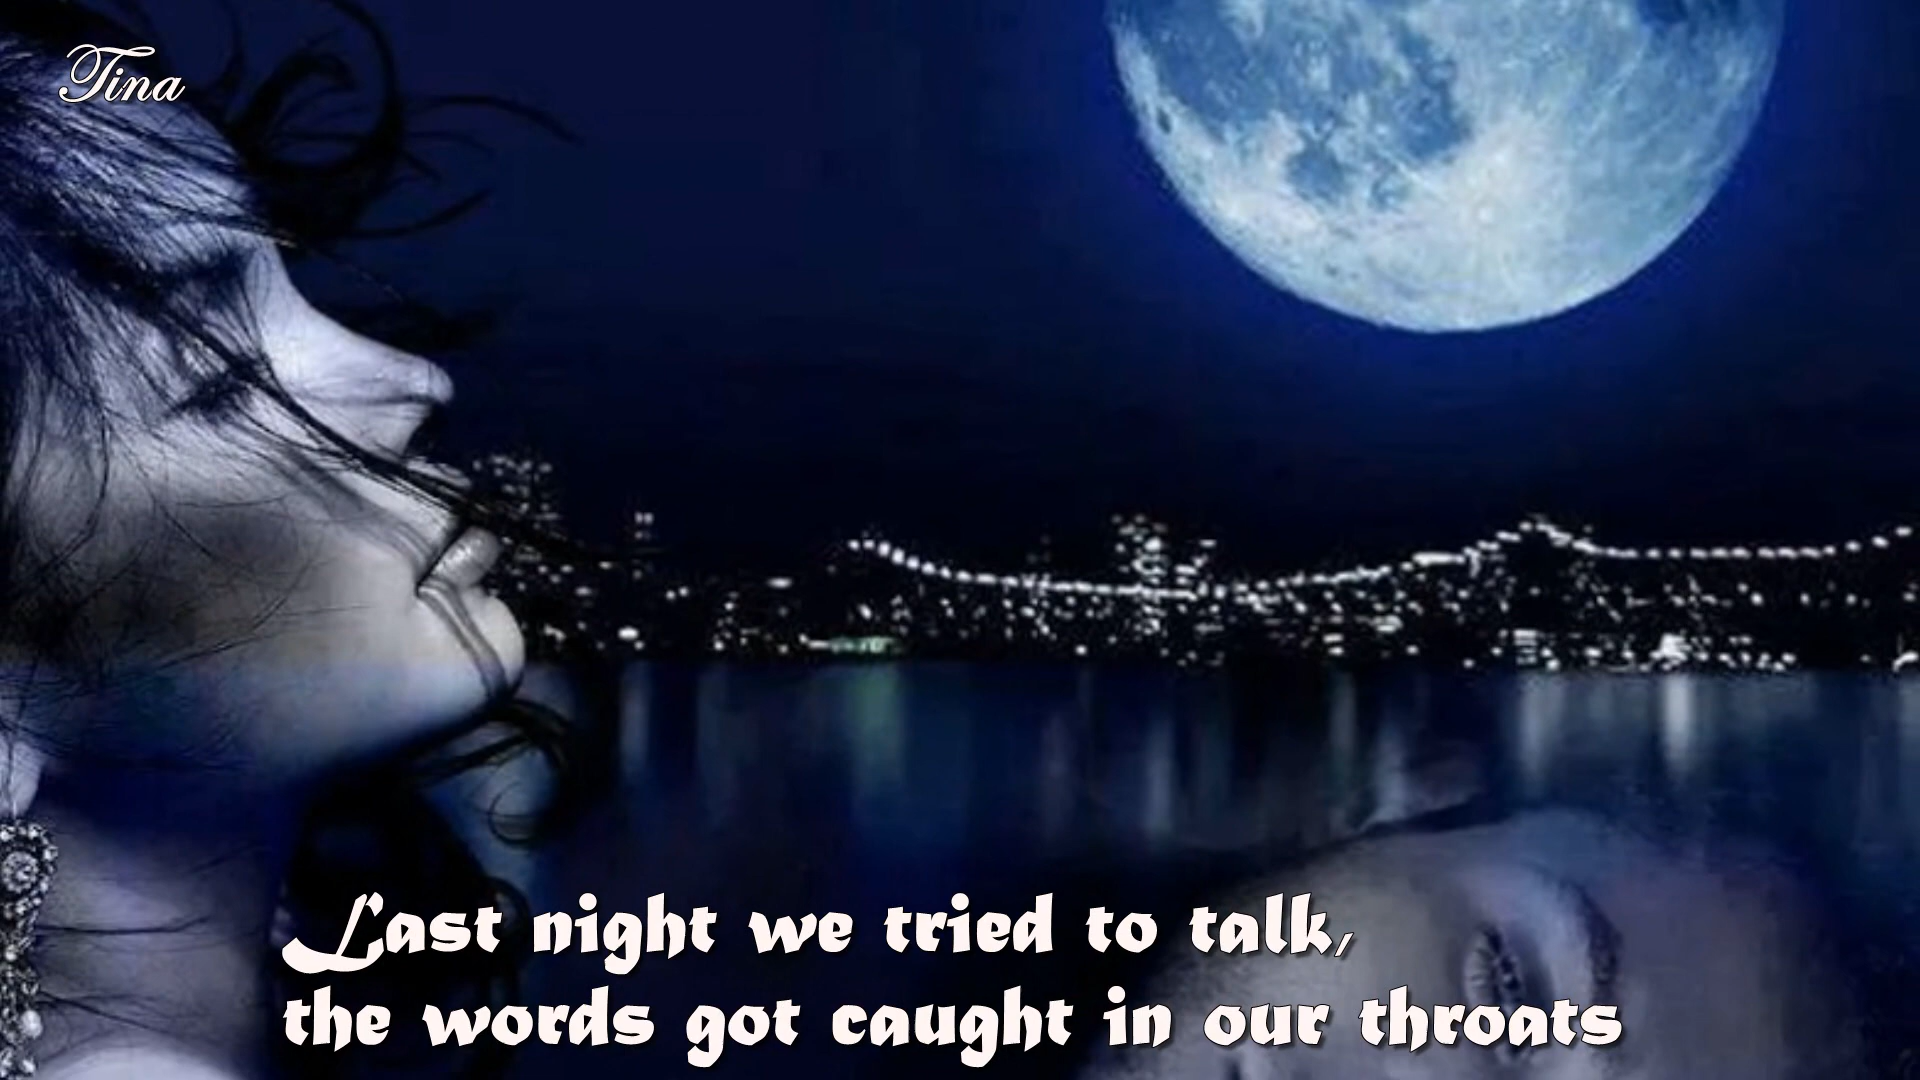 Tina
Last night we tried to talk,
the words got caught in our throats